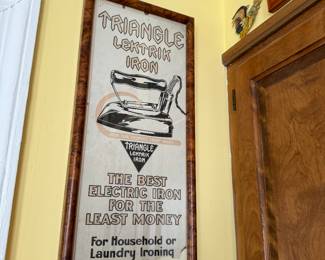 TRIANGLE
LEKTRIK
IRON
TRIANGLE
LEKTRIK
IRON
THE BEST
ELECTRIC IRON
FOR THE
LEAST MONEY
For Household or
Laundry Ironing